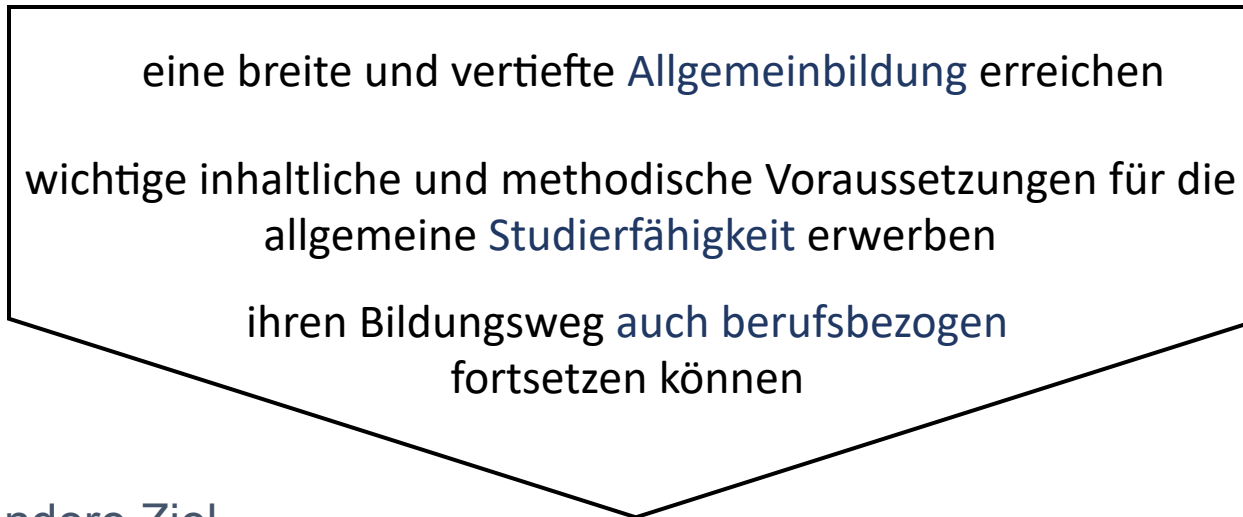 eine breite und vertiefte Allgemeinbildung erreichen
wichtige inhaltliche und methodische Voraussetzungen für die
allgemeine Studierfähigkeit erwerben
ihren Bildungsweg auch berufsbezogen
fortsetzen können
Ziel